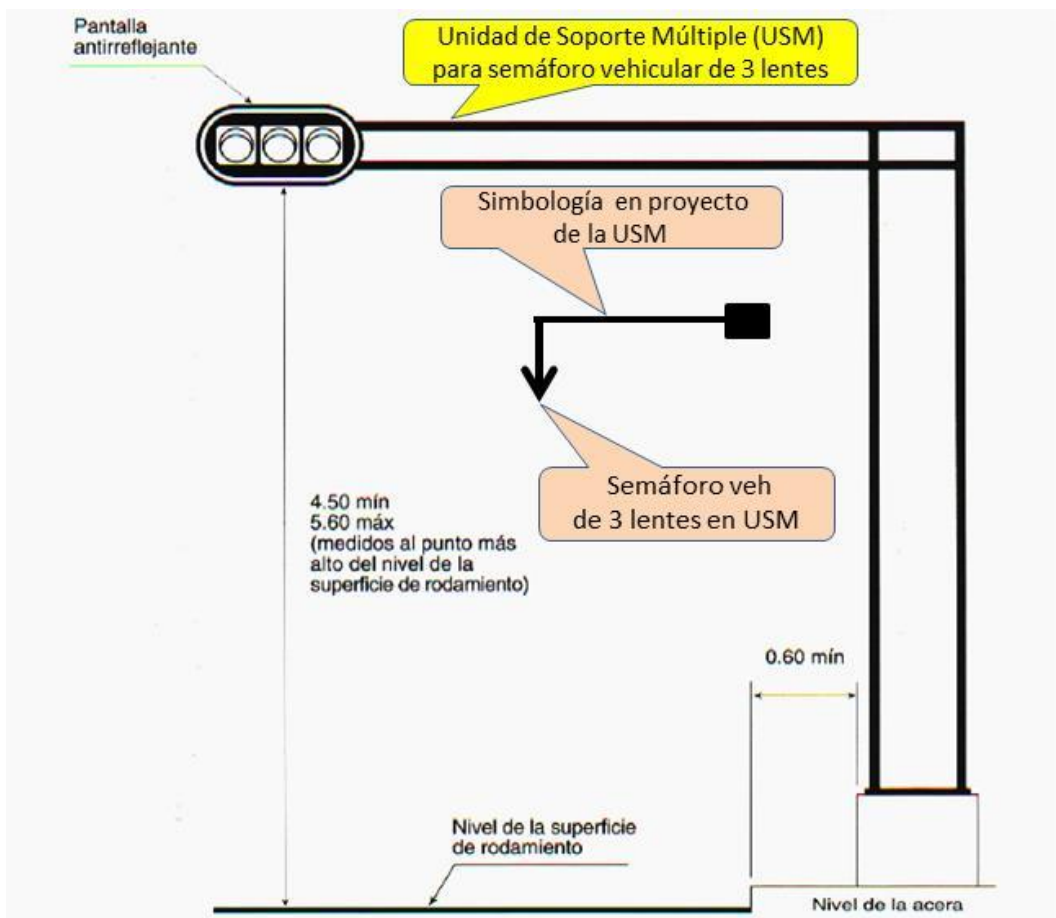 Pantalla
antirreflejante
Unidad de Soporte Múltiple (USM)
para semáforo vehicular de 3 lentes
Simbología en proyecto
de la USM
Semáforo veh
de 3 lentes en USM
4.50 mín
5.60 máx
(medidos al punto más
alto del nivel de la
superficie de rodamiento)
0.60 mín
Nivel de la superficie
de rodamiento
Nivel de la acera